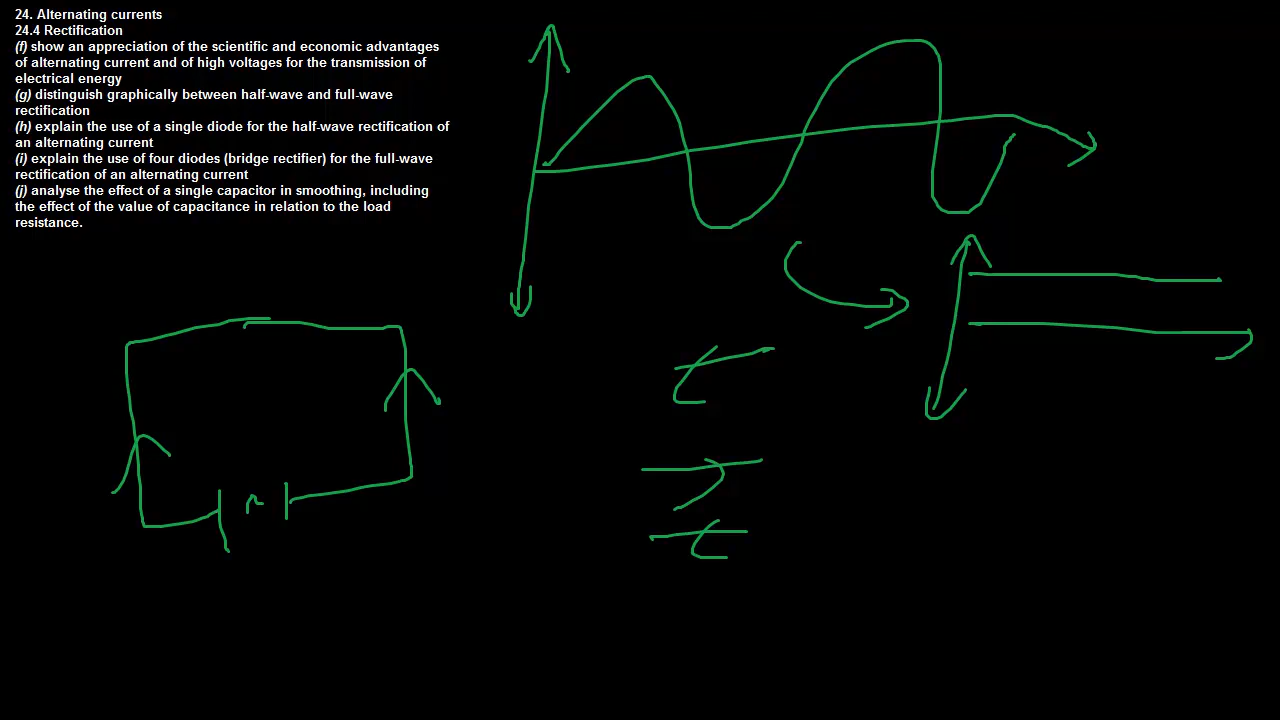 24. Alternating currents
24.4 Rectification
(f) show an appreciation of the scientific and economic advantages
of alternating current and of high voltages for the transmission of
electrical energy
(g) distinguish graphically between half-wave and full-wave
rectification
(h) explain the use of a single diode for the half-wave rectification of
an alternating current
(i) explain the use of four diodes (bridge rectifier) for the full-wave
rectification of an alternating current
(j) analyse the effect of a single capacitor in smoothing, including
the effect of the value of capacitance in relation to the load
resistance.